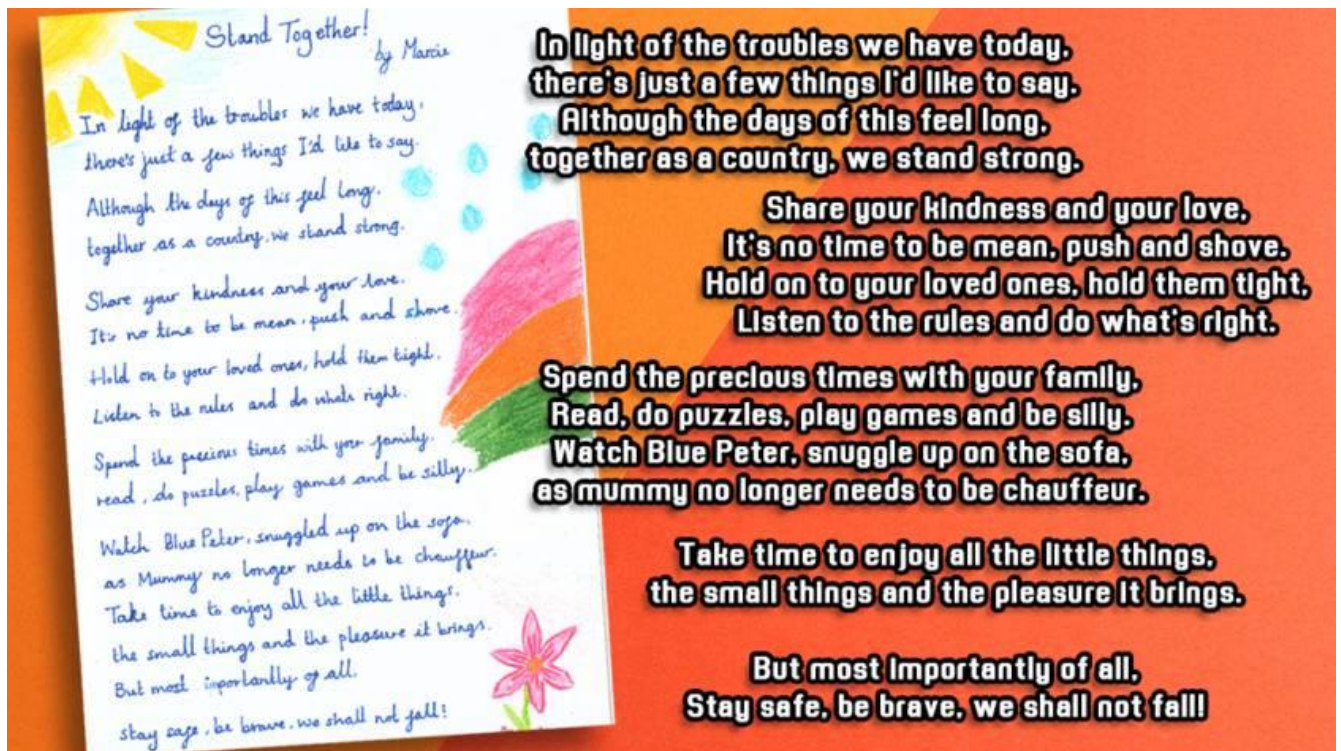 Stand Together!
by Marcie
In light of the troubles we have today,
there's just a few things I'd like to say.
Although the days of this feel long,
together as a country, we stand strong.
Share your kindness and your love,
It's no time to be mean, push and shove.
Hold on to your loved ones, hold them tight.
Listen to the rules and do whats right.
Spend the precious times with your family.
read, do puzzles, play games and be silly.
Watch Blue Peter, snuggled up on the sofa,
as Mummy no longer needs to be chauffeur.
Take time to enjoy all the little things.
the small things and the pleasure it brings.
But most importantly of all,
stay safe, be brave, we shall not fall!
In light of the troubles we have today,
there's just a few things I'd like to say.
Although the days of this feel long,
together as a country, we stand strong.
Share your kindness and your love,
It's no time to be mean, push and shove.
Hold on to your loved ones, hold them tight,
Listen to the rules and do what's right.
Spend the precious times with your family,
Read, do puzzles, play games and be silly.
Watch Blue Peter, snuggle up on the sofa,
as mummy no longer needs to be chauffeur.
Take time to enjoy all the little things,
the small things and the pleasure it brings.
But most importantly of all,
Stay safe, be brave, we shall not fall!